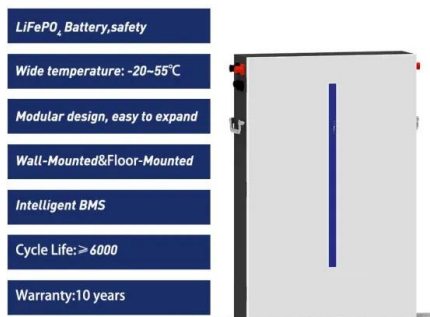 LiFePO₄ Battery,safety
Wide temperature: -20~55℃
Modular design, easy to expand
Wall-Mounted&Floor-Mounted
Intelligent BMS
Cycle Life:≥6000
Warranty:10 years